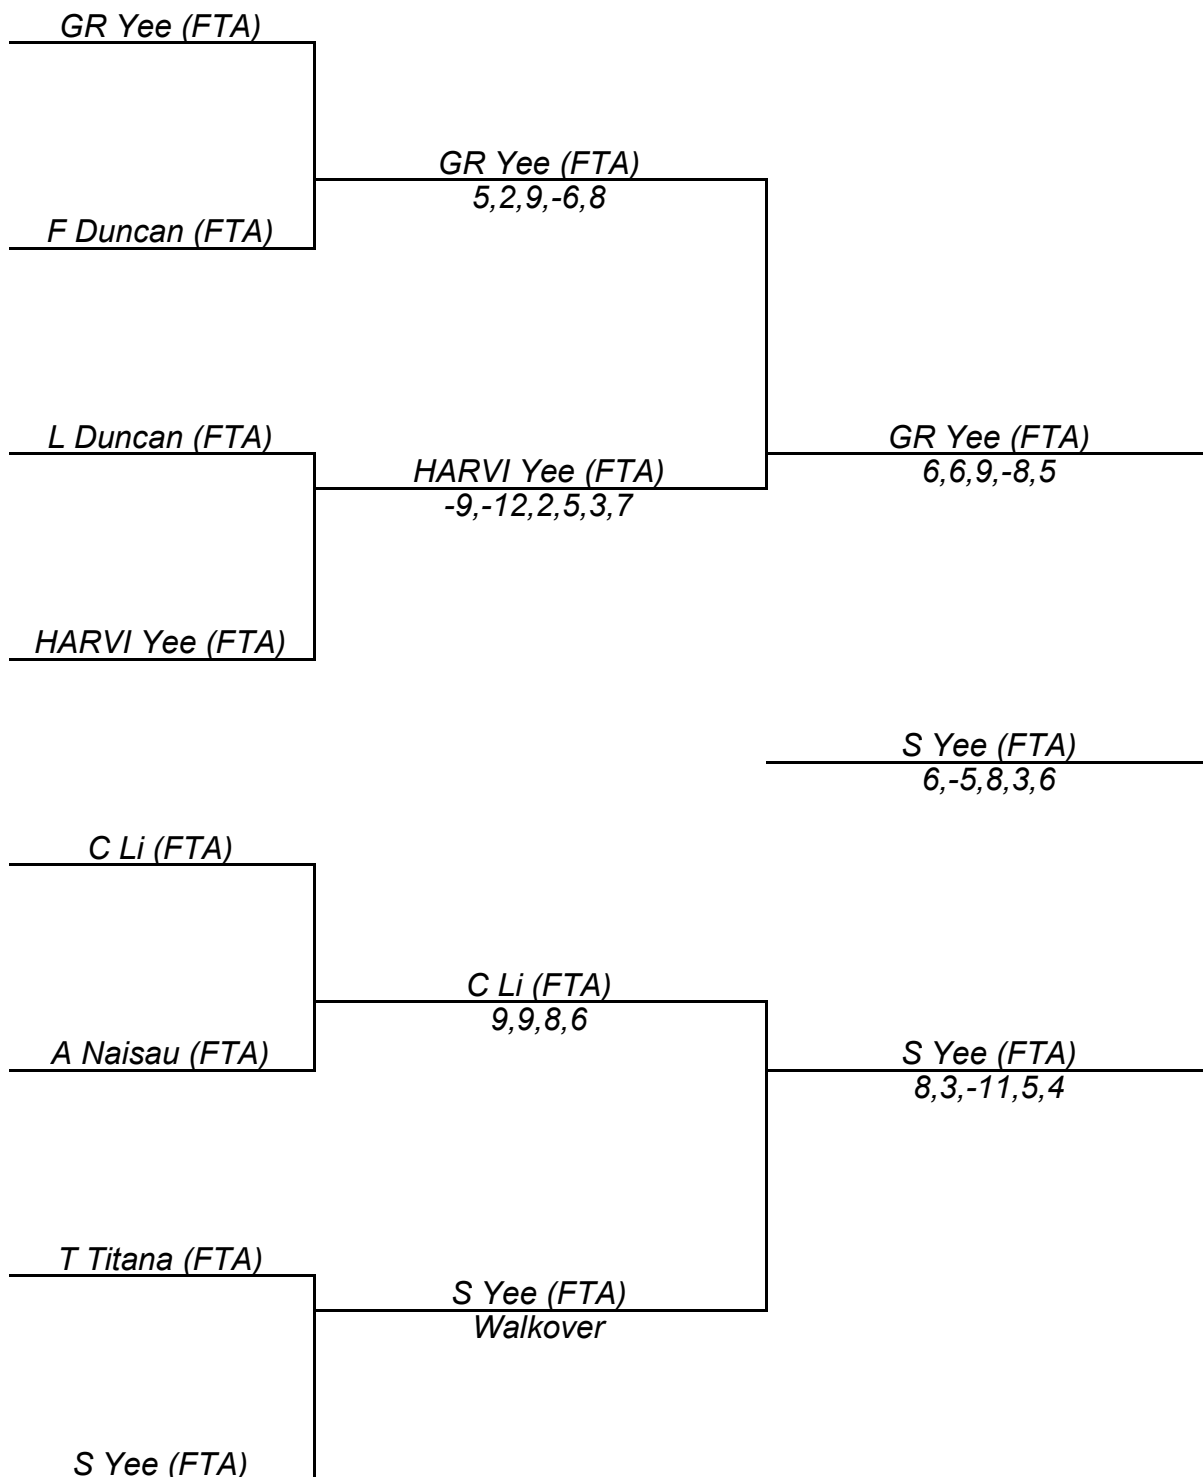 GR Yee (FTA)
GR Yee (FTA)
5,2,9,-6,8
F Duncan (FTA)
L Duncan (FTA)
GR Yee (FTA)
6,6,9,-8,5
HARVI Yee (FTA)
-9,-12,2,5,3,7
HARVI Yee (FTA)
S Yee (FTA)
6,-5,8,3,6
C Li (FTA)
C Li (FTA)
9,9,8,6
A Naisau (FTA)
S Yee (FTA)
8,3,-11,5,4
T Titana (FTA)
S Yee (FTA)
Walkover
S Yee (FTA)